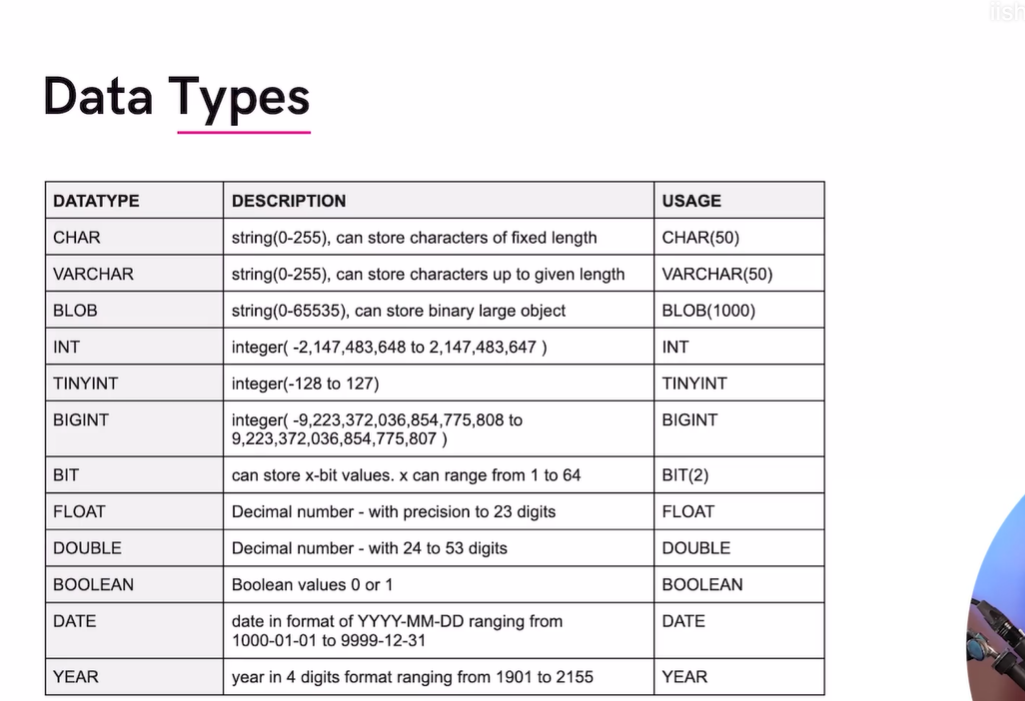 Data Types
DATATYPE DESCRIPTION USAGE
CHAR string(0-255), can store characters of fixed length CHAR(50)
VARCHAR string(0-255), can store characters up to given length VARCHAR(50)
BLOB string(0-65535), can store binary large object BLOB(1000)
INT integer( -2,147,483,648 to 2,147,483,647 ) INT
TINYINT integer(-128 to 127) TINYINT
BIGINT integer( -9,223,372,036,854,775,808 to BIGINT
9,223,372,036,854,775,807 )
BIT can store x-bit values. x can range from 1 to 64 BIT(2)
FLOAT Decimal number - with precision to 23 digits FLOAT
DOUBLE Decimal number - with 24 to 53 digits DOUBLE
BOOLEAN Boolean values 0 or 1 BOOLEAN
DATE date in format of YYYY-MM-DD ranging from DATE
1000-01-01 to 9999-12-31
YEAR year in 4 digits format ranging from 1901 to 2155 YEAR